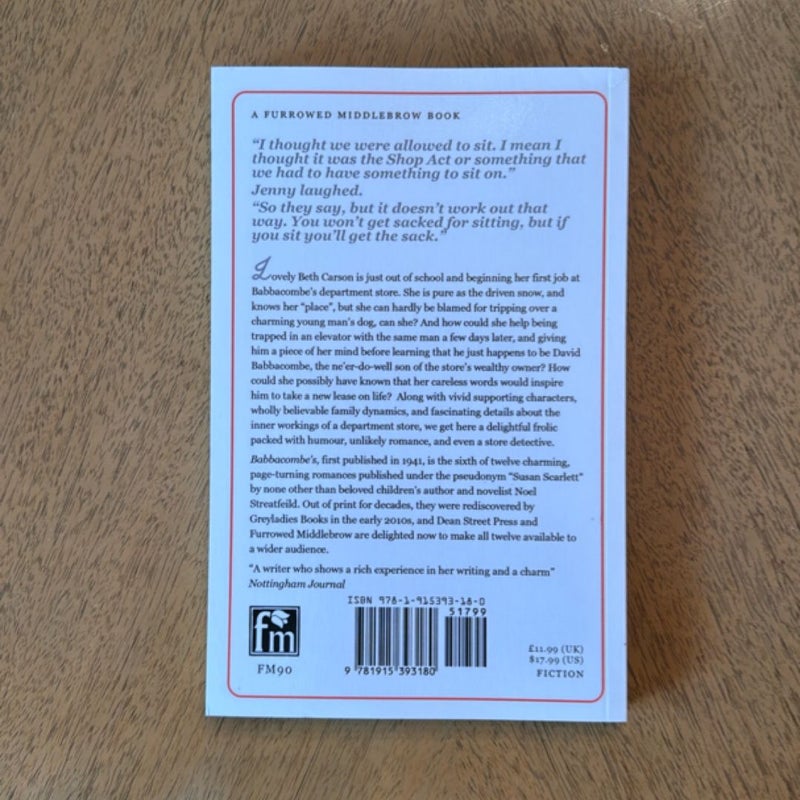 A FURROWED MIDDLEBROW BOOK
“I thought we were allowed to sit. I mean I
thought it was the Shop Act or something that
we had to have something to sit on.”
Jenny laughed.
“So they say, but it doesn’t work out that
way. You won’t get sacked for sitting, but if
you sit you’ll get the sack.”
Lovely Beth Carson is just out of school and beginning her first job at
Babbacombe’s department store. She is pure as the driven snow, and
knows her “place”, but she can hardly be blamed for tripping over a
charming young man’s dog, can she? And how could she help being
trapped in an elevator with the same man a few days later, and giving
him a piece of her mind before learning that he just happens to be David
Babbacombe, the ne’er-do-well son of the store’s wealthy owner? How
could she possibly have known that her careless words would inspire
him to take a new lease on life? Along with vivid supporting characters,
wholly believable family dynamics, and fascinating details about the
inner workings of a department store, we get here a delightful frolic
packed with humour, unlikely romance, and even a store detective.
Babbacombe’s, first published in 1941, is the sixth of twelve charming,
page-turning romances published under the pseudonym “Susan Scarlett”
by none other than beloved children’s author and novelist Noel
Streatfeild. Out of print for decades, they were rediscovered by
Greyladies Books in the early 2010s, and Dean Street Press and
Furrowed Middlebrow are delighted now to make all twelve available to
a wider audience.
“A writer who shows a rich experience in her writing and a charm”
Nottingham Journal
ISBN 978-1-915393-18-0
51799
fm
FM90
9 781915 393180
£11.99 (UK)
$17.99 (US)
FICTION